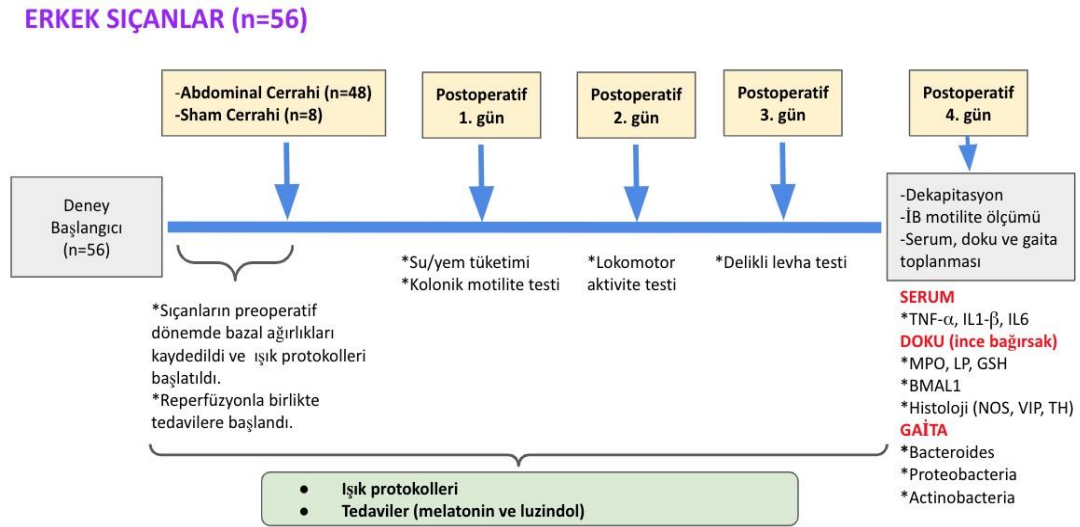 ERKEK SIÇANLAR (n=56)
-Abdominal Cerrahi (n=48)
-Sham Cerrahi (n=8)
Postoperatif
1. gün
Postoperatif
2. gün
Postoperatif
3. gün
Postoperatif
4. gün
Deney
Başlangıcı
(n=56)
-Dekapitasyon
-İB motilite ölçümü
-Serum, doku ve gaita
toplanması
*Sıçanların preoperatif
dönemde bazal ağırlıkları
kaydedildi ve ışık protokolleri
başlatıldı.
*Reperfüzyonla birlikte
tedavilere başlandı.
*Su/yem tüketimi
*Kolonik motilite testi
*Lokomotor
aktivite testi
*Delikli levha testi
SERUM
*TNF-α, IL1-β, IL6
DOKU (ince bağırsak)
*MPO, LP, GSH
*BMAL1
*Histoloji (NOS, VIP, TH)
GAİTA
*Bacteroides
*Proteobacteria
*Actinobacteria
● Işık protokolleri
● Tedaviler (melatonin ve luzindol)